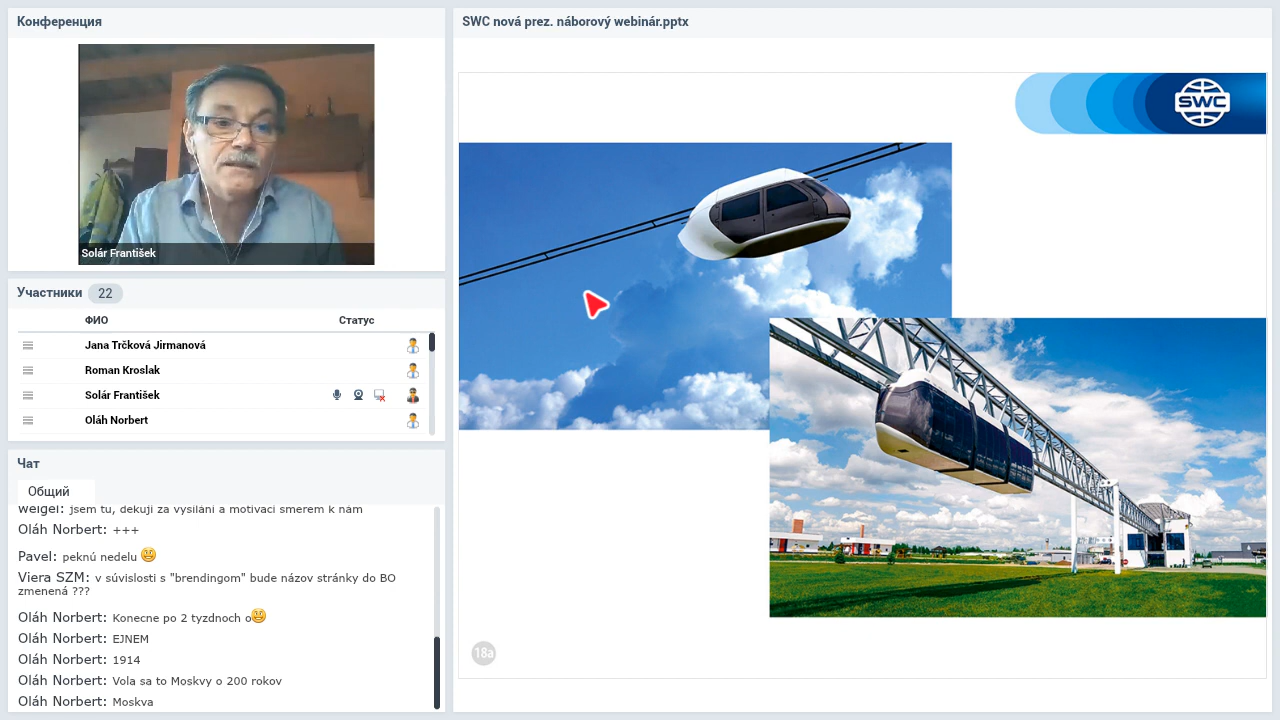 Конференция
Solár František
Участники 22
ФИО Статус
Jana Trčková Jirmanová
Roman Kroslak
Solár František
Oláh Norbert
Чат
Общий
weigel: jsem tu, děkuji za vysílání a motivaci směrem k nám
Oláh Norbert: +++
Pavel: peknú nedelu
Viera SZM: v súvislosti s "brendingom" bude názov stránky do BO
zmenená ???
Oláh Norbert: Konecne po 2 tyzdnoch o
Oláh Norbert: EJNEM
Oláh Norbert: 1914
Oláh Norbert: Vola sa to Moskvy o 200 rokov
Oláh Norbert: Moskva
SWC nová prez. náborový webinár.pptx
SWC
18a